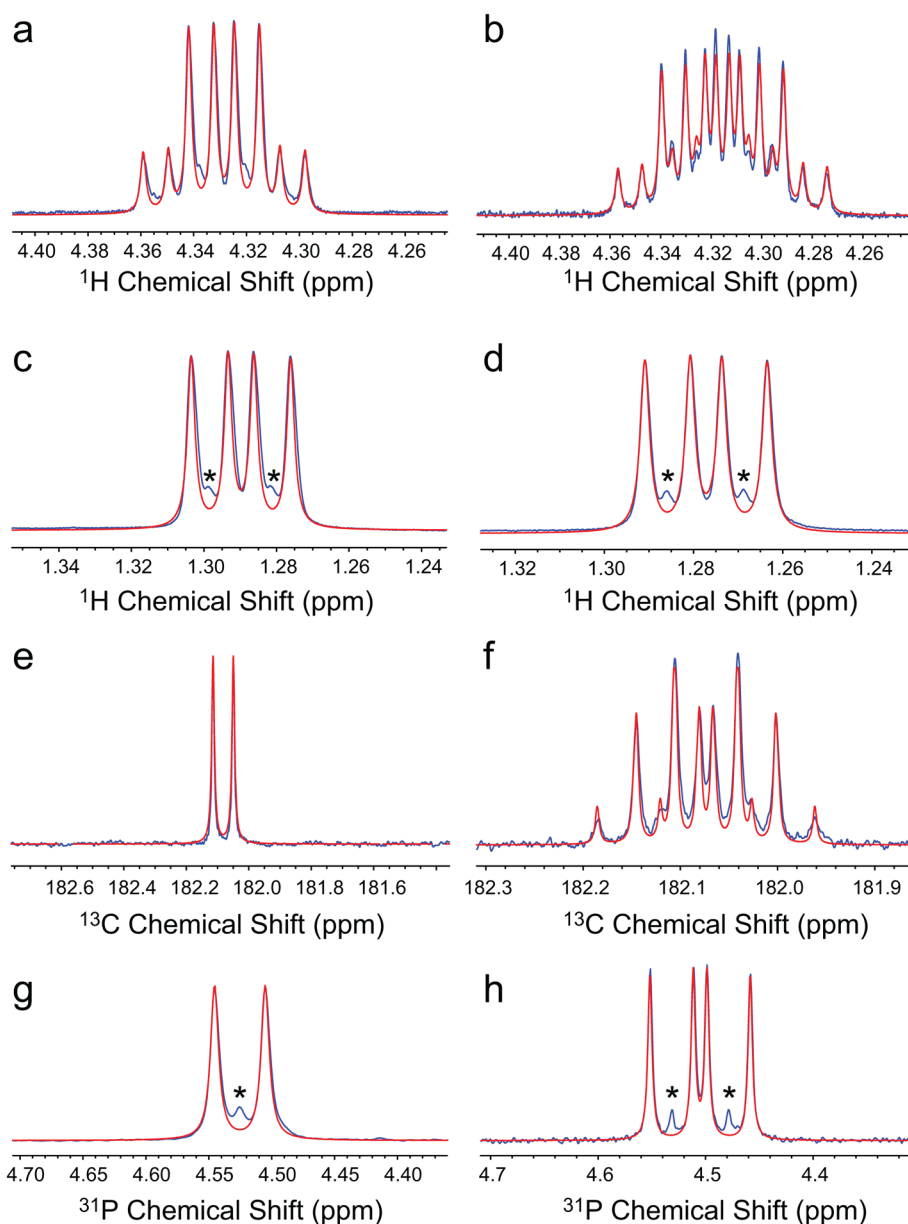 a
b
4.40 4.38 4.36 4.34 4.32 4.30 4.28 4.26
¹H Chemical Shift (ppm)
4.40 4.38 4.36 4.34 4.32 4.30 4.28 4.26
¹H Chemical Shift (ppm)
c
d
* *
* *
1.34 1.32 1.30 1.28 1.26 1.24
¹H Chemical Shift (ppm)
1.32 1.30 1.28 1.26 1.24
¹H Chemical Shift (ppm)
e
f
182.6 182.4 182.2 182.0 181.8 181.6
¹³C Chemical Shift (ppm)
182.3 182.2 182.1 182.0 181.9
¹³C Chemical Shift (ppm)
g
h
*
* *
4.70 4.65 4.60 4.55 4.50 4.45 4.40
³¹P Chemical Shift (ppm)
4.7 4.6 4.5 4.4
³¹P Chemical Shift (ppm)